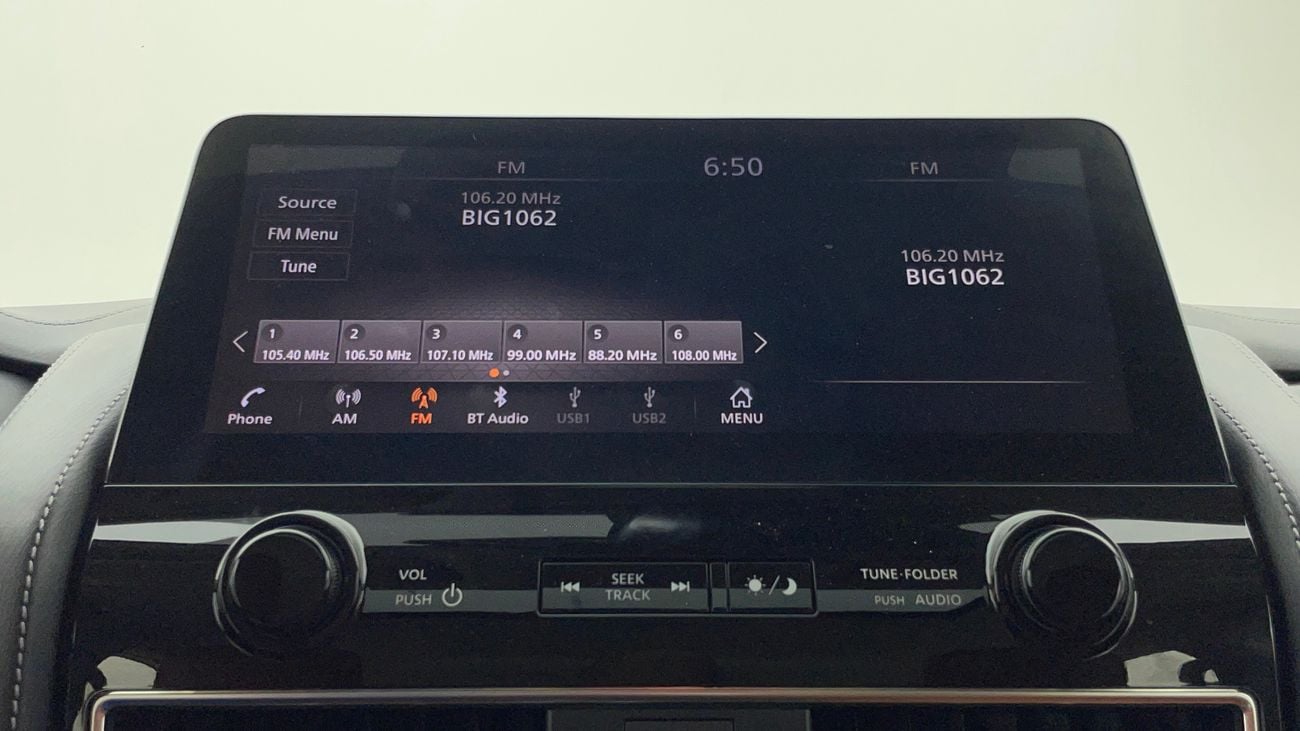 FM 6:50 FM
106.20 MHz
BIG1062
Source
FM Menu
Tune
106.20 MHz
BIG1062
1 2 3 4 5 6
105.40 MHz 106.50 MHz 107.10 MHz 99.00 MHz 88.20 MHz 108.00 MHz
Phone AM FM BT Audio USB1 USB2 MENU
VOL
PUSH
SEEK
TRACK
TUNE·FOLDER
PUSH AUDIO